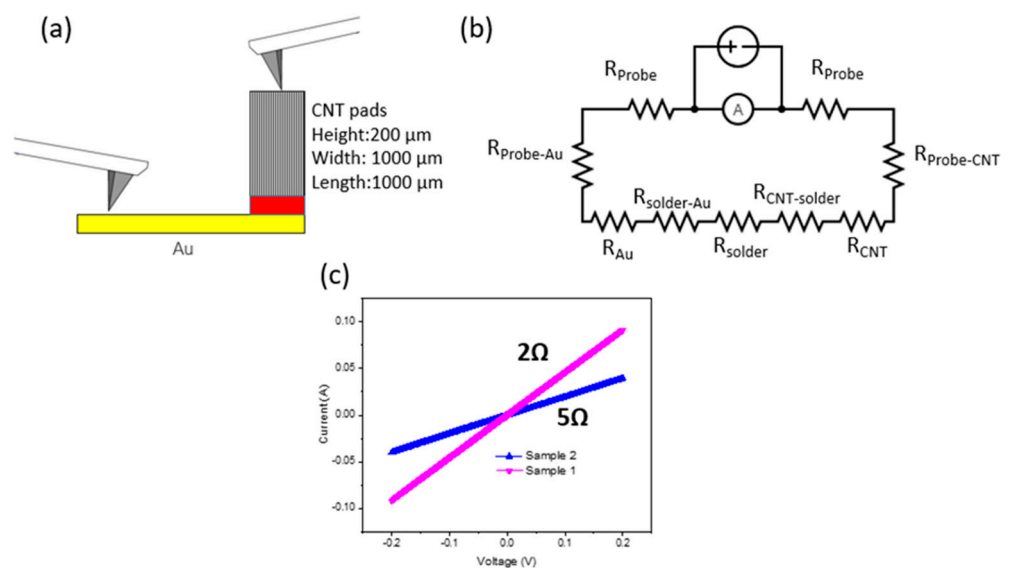 (a)
CNT pads
Height:200 µm
Width: 1000 µm
Length:1000 µm
Au
(b)
+ -
A
R_Probe
R_Probe
R_Probe-Au
R_Probe-CNT
R_solder-Au
R_CNT-solder
R_Au
R_solder
R_CNT
(c)
0.10
0.05
0.00
-0.05
-0.10
Current(A)
2Ω
5Ω
Sample 2
Sample 1
-0.2
-0.1
0.0
0.1
0.2
Voltage (V)